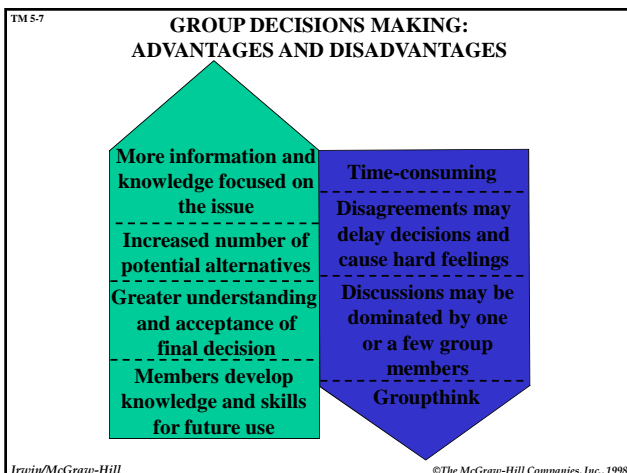 TM 5-7
GROUP DECISIONS MAKING:
ADVANTAGES AND DISADVANTAGES
More information and
knowledge focused on
the issue
Increased number of
potential alternatives
Greater understanding
and acceptance of
final decision
Members develop
knowledge and skills
for future use
Time-consuming
Disagreements may
delay decisions and
cause hard feelings
Discussions may be
dominated by one
or a few group
members
Groupthink
Irwin/McGraw-Hill
©The McGraw-Hill Companies, Inc., 1998